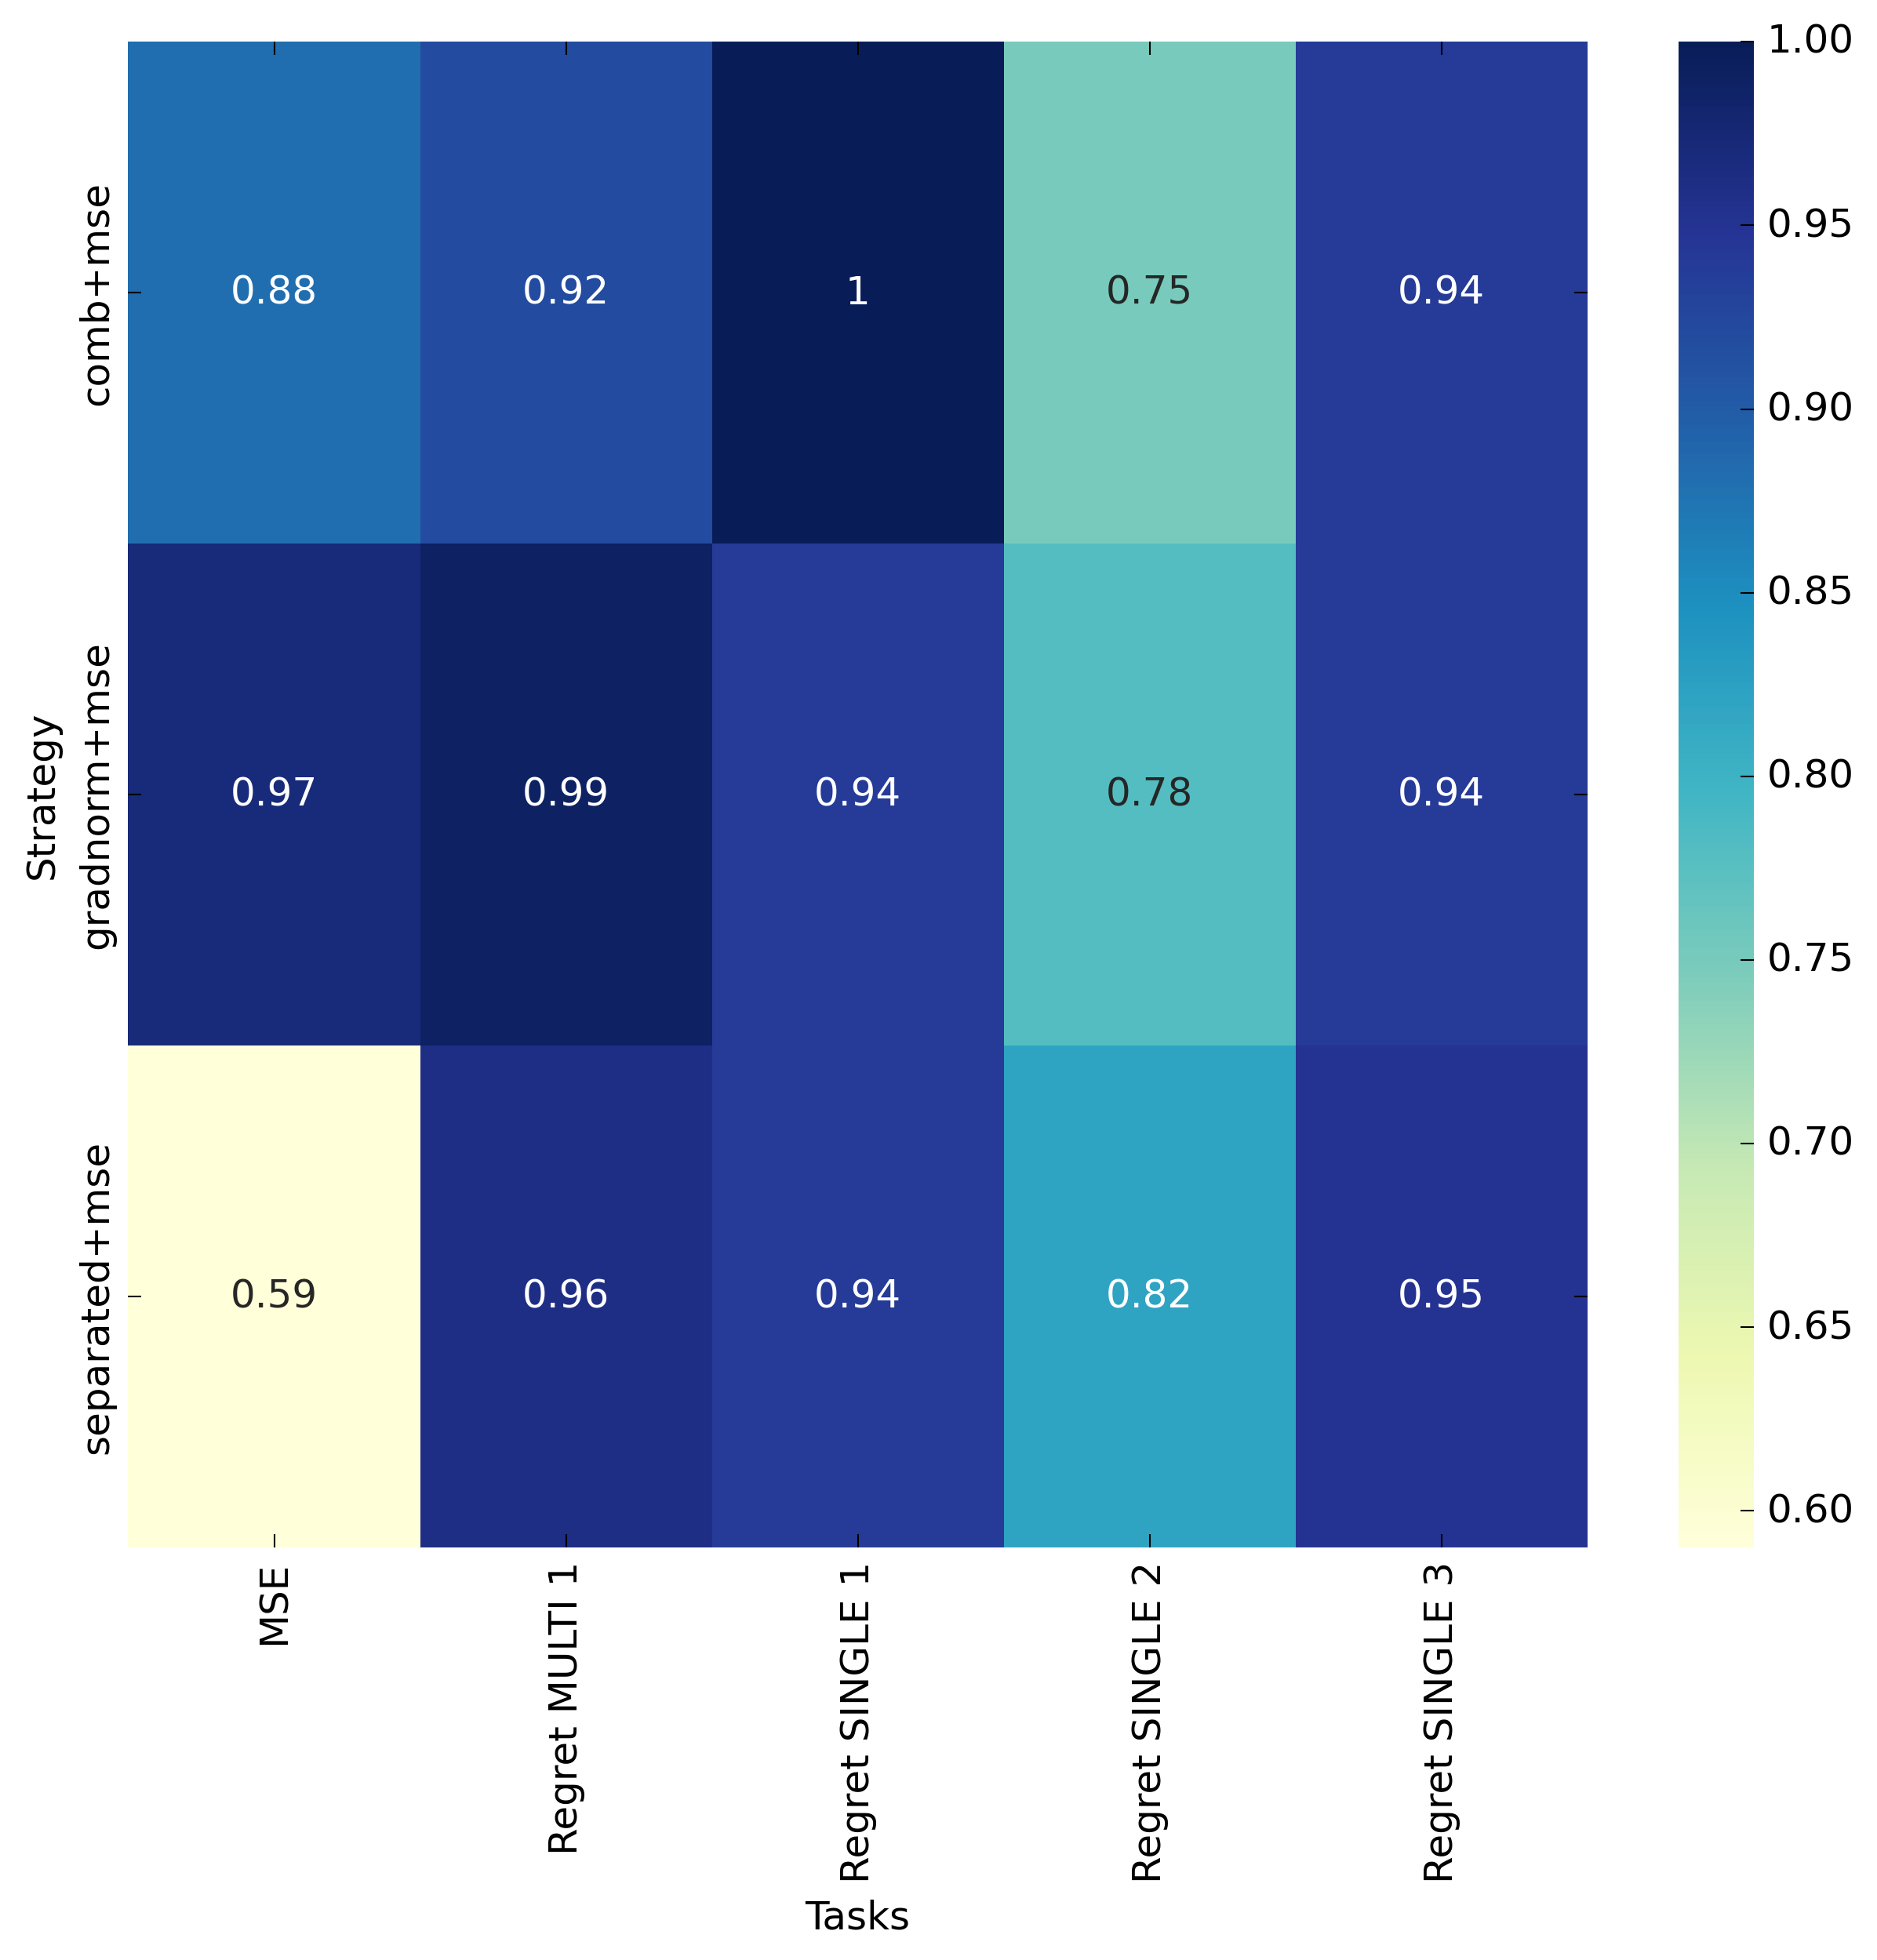 Strategy
comb+mse
gradnorm+mse
separated+mse
0.88 0.92 1 0.75 0.94
0.97 0.99 0.94 0.78 0.94
0.59 0.96 0.94 0.82 0.95
MSE
Regret MULTI 1
Regret SINGLE 1
Regret SINGLE 2
Regret SINGLE 3
Tasks
1.00
0.95
0.90
0.85
0.80
0.75
0.70
0.65
0.60